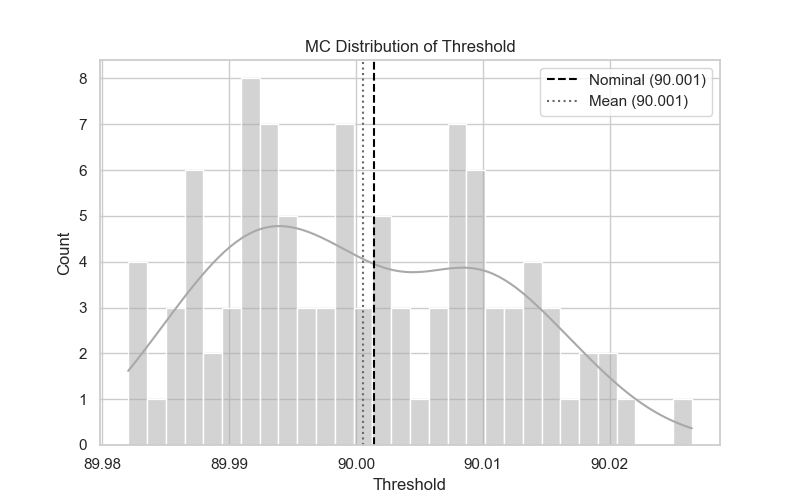 MC Distribution of Threshold
Nominal (90.001)
Mean (90.001)
Count
8
7
6
5
4
3
2
1
0
89.98
89.99
90.00
90.01
90.02
Threshold